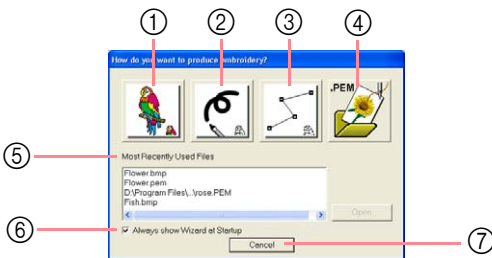 ① ② ③ ④
How do you want to produce embroidery?
.PEM
⑤
Most Recently Used Files
Flower.bmp
Flower.pem
D:\Program Files\..\rose.PEM
Fish.bmp
Open
⑥
Always show Wizard at Startup
Cancel
⑦